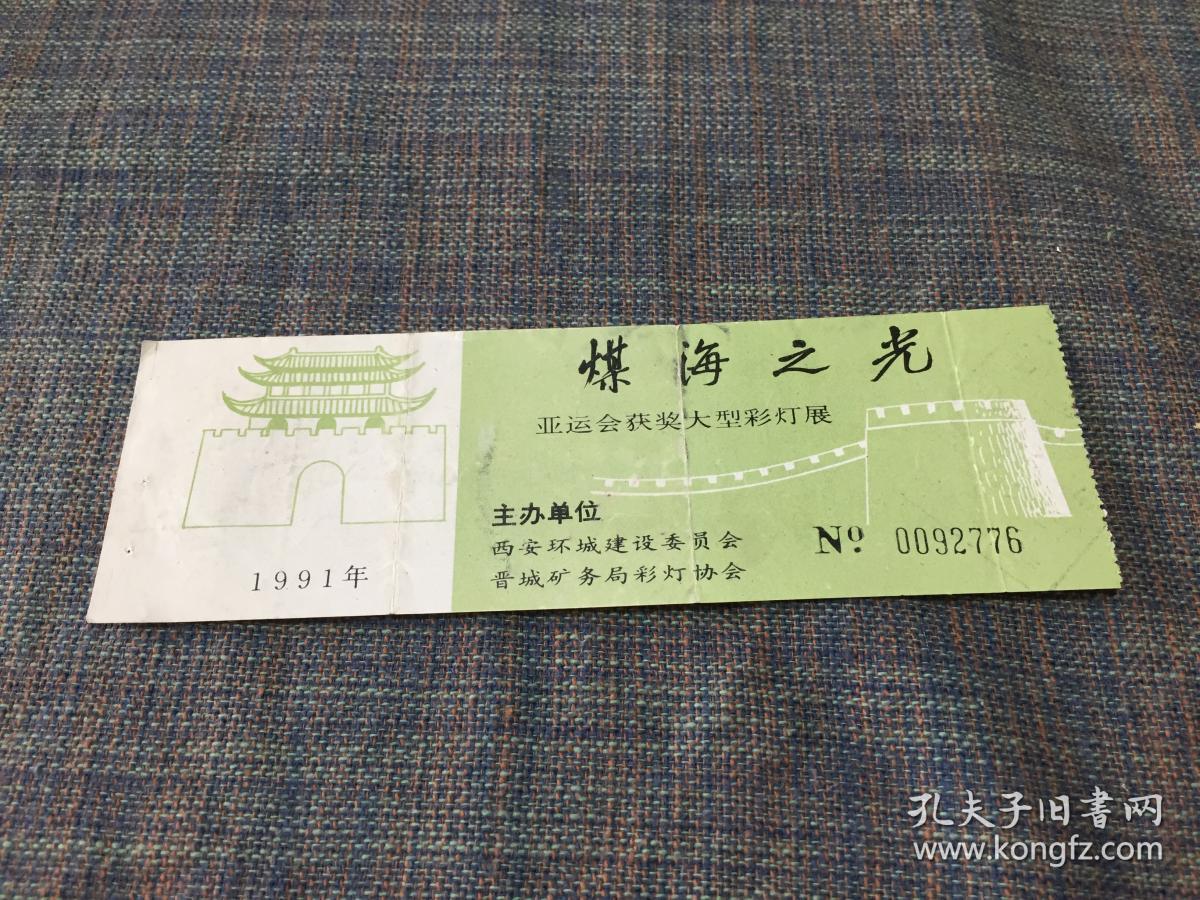 煤海之光
亚运会获奖大型彩灯展
主办单位
西安环城建设委员会
晋城矿务局彩灯协会
1991年
Nº 0092776
孔夫子旧書网
www.kongfz.com